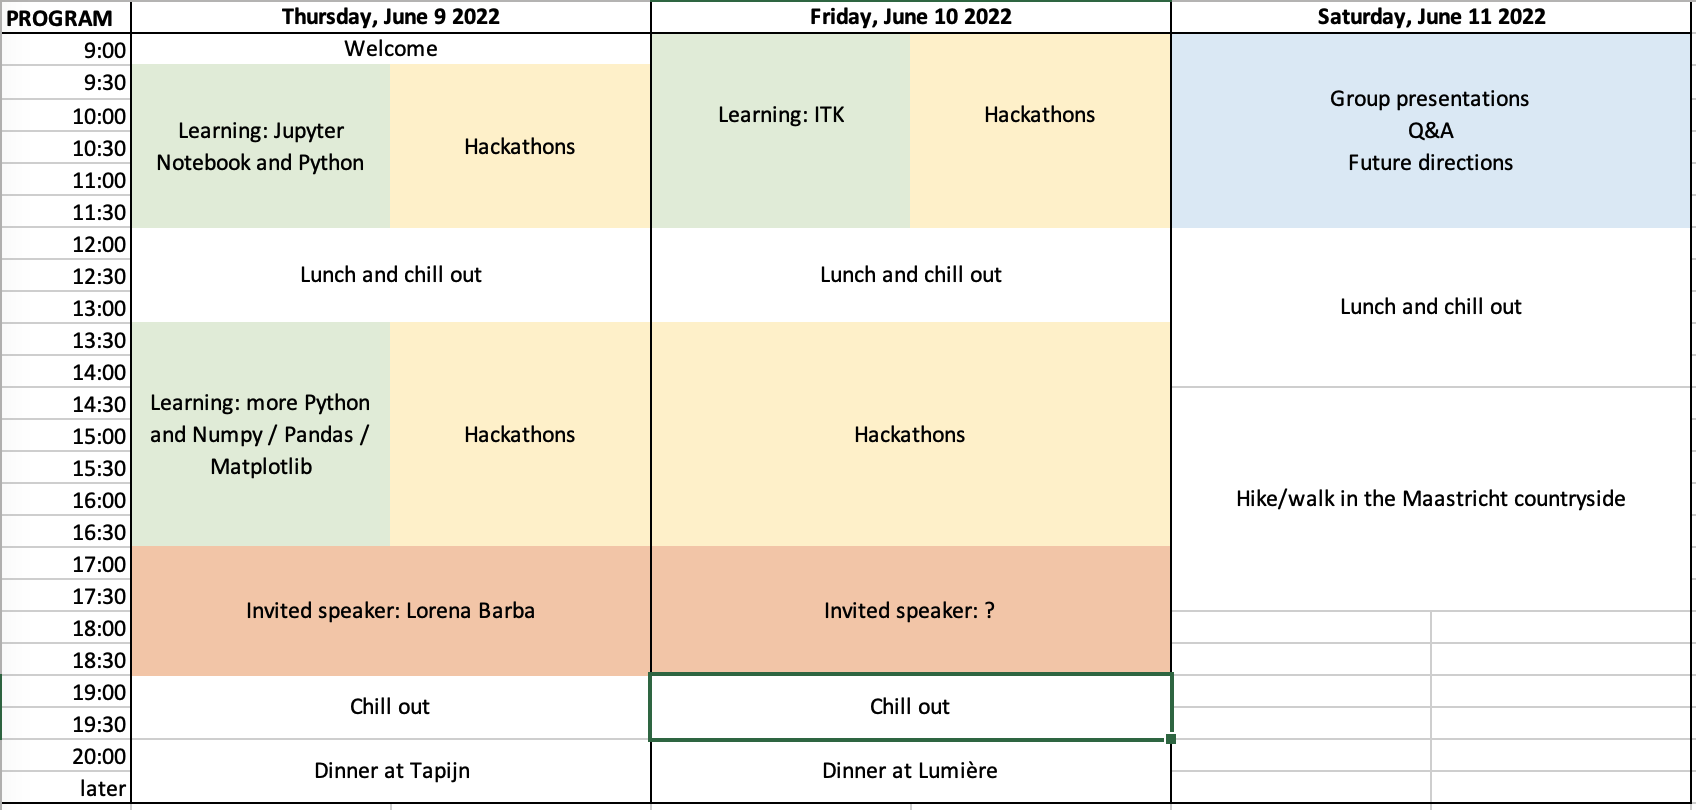 PROGRAM
Thursday, June 9 2022
Friday, June 10 2022
Saturday, June 11 2022
9:00
Welcome
9:30
10:00
10:30
11:00
11:30
Learning: Jupyter
Notebook and Python
Hackathons
Learning: ITK
Hackathons
Group presentations
Q&A
Future directions
12:00
12:30
13:00
Lunch and chill out
Lunch and chill out
Lunch and chill out
13:30
14:00
14:30
15:00
15:30
16:00
16:30
Learning: more Python
and Numpy / Pandas /
Matplotlib
Hackathons
Hackathons
Hike/walk in the Maastricht countryside
17:00
17:30
18:00
18:30
Invited speaker: Lorena Barba
Invited speaker: ?
19:00
19:30
Chill out
Chill out
20:00
later
Dinner at Tapijn
Dinner at Lumière